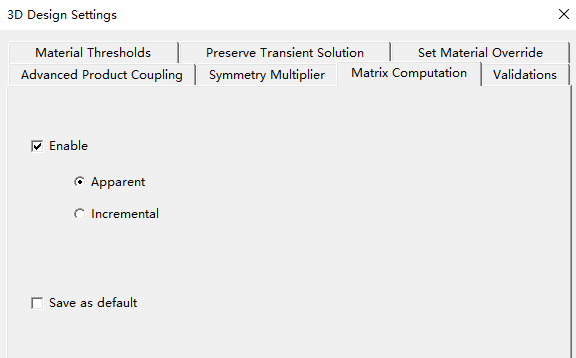 3D Design Settings
Material Thresholds Preserve Transient Solution Set Material Override
Advanced Product Coupling Symmetry Multiplier Matrix Computation Validations
Enable
Apparent
Incremental
Save as default